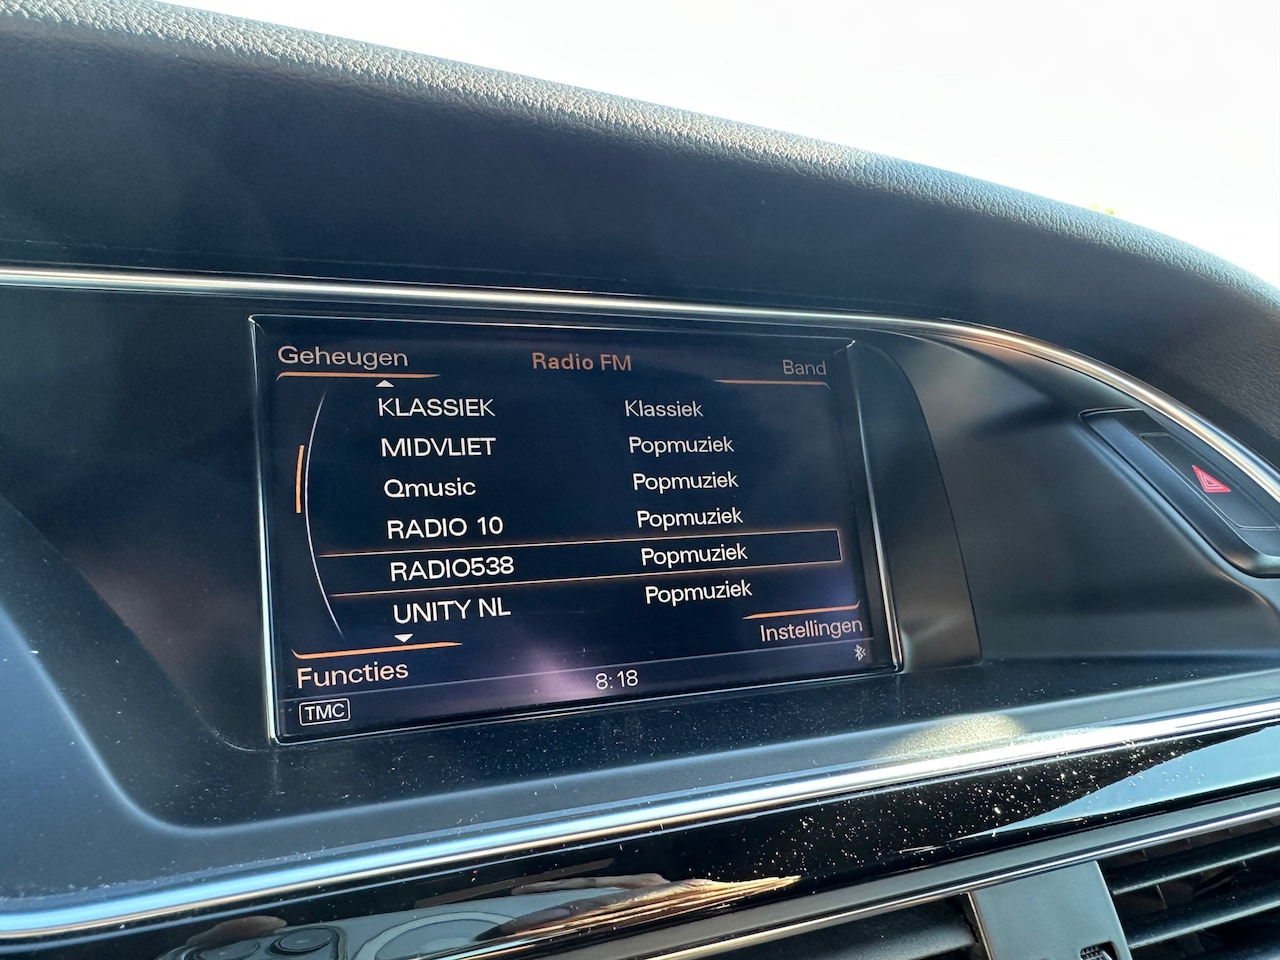 Geheugen Radio FM Band
KLASSIEK Klassiek
MIDVLIET Popmuziek
Qmusic Popmuziek
RADIO 10 Popmuziek
RADIO538 Popmuziek
UNITY NL Popmuziek
Functies Instellingen
TMC 8:18